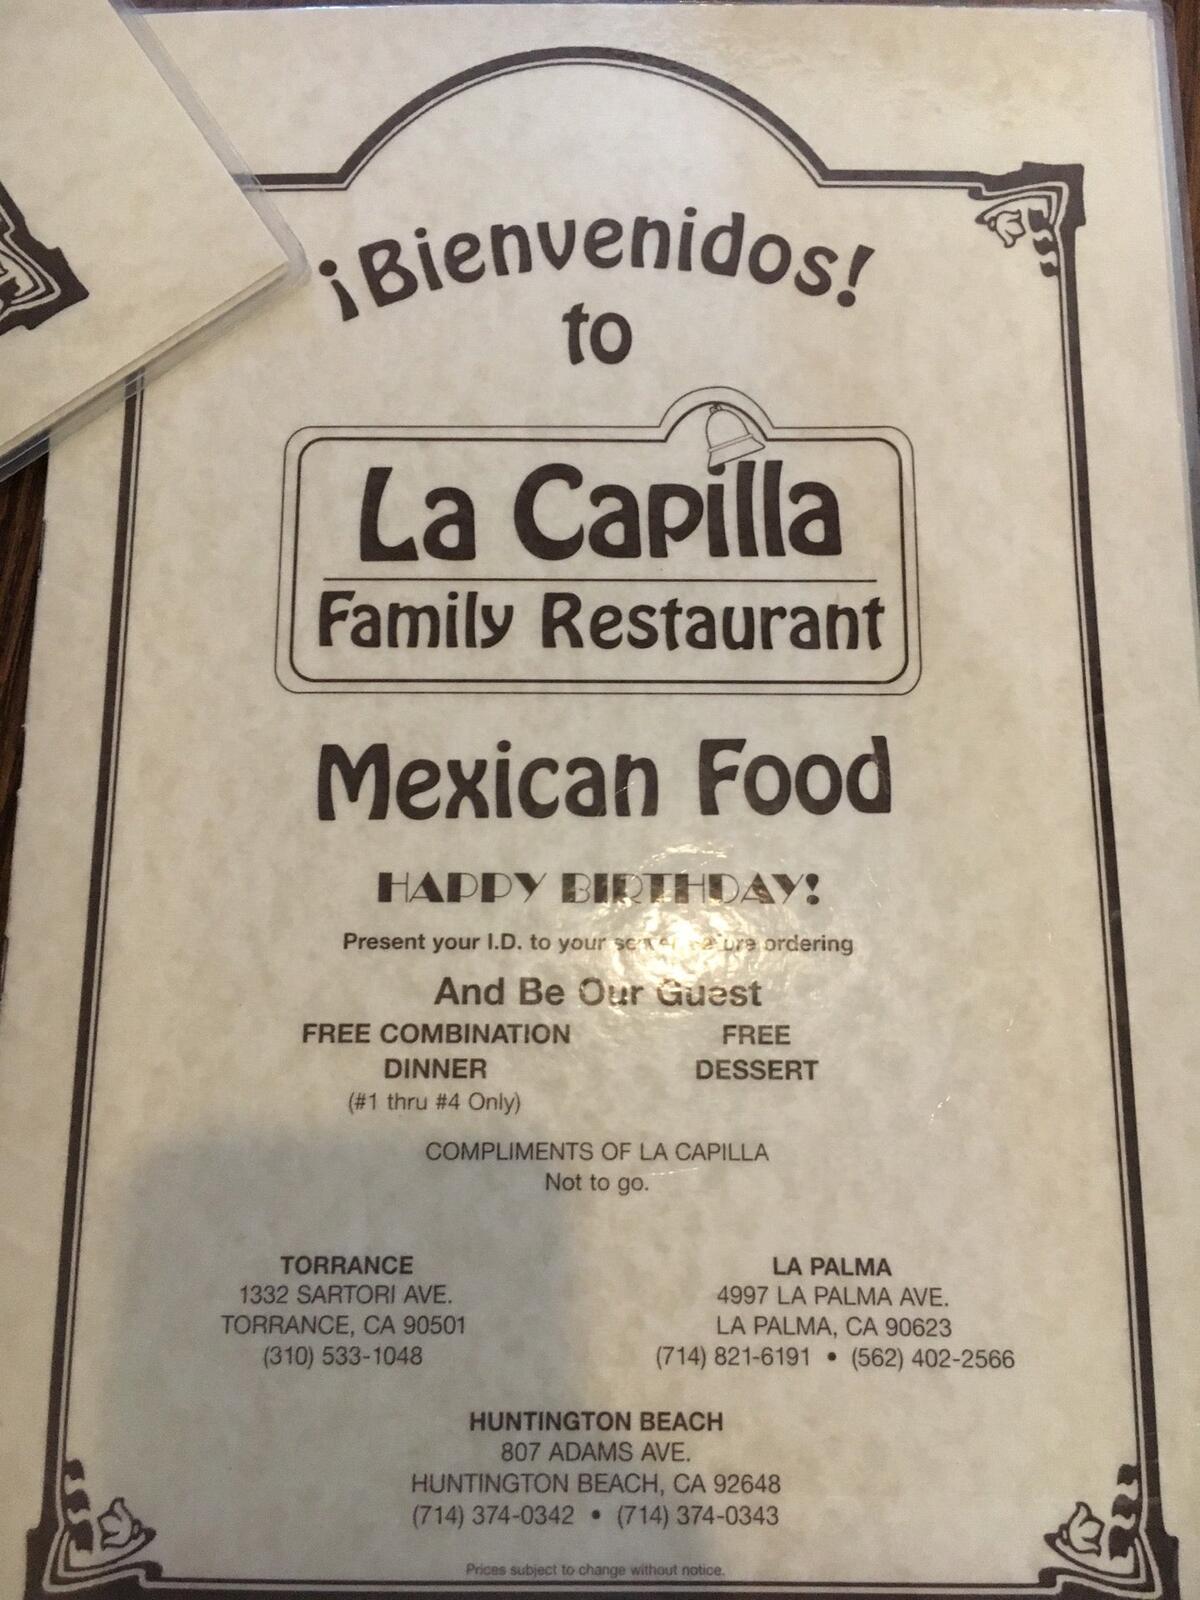 ¡Bienvenidos!
to
La Capilla
Family Restaurant
Mexican Food
HAPPY BIRTHDAY!
Present your I.D. to your server before ordering
And Be Our Guest
FREE COMBINATION
DINNER
(#1 thru #4 Only)
FREE
DESSERT
COMPLIMENTS OF LA CAPILLA
Not to go.
TORRANCE
1332 SARTORI AVE.
TORRANCE, CA 90501
(310) 533-1048
LA PALMA
4997 LA PALMA AVE.
LA PALMA, CA 90623
(714) 821-6191 • (562) 402-2566
HUNTINGTON BEACH
807 ADAMS AVE.
HUNTINGTON BEACH, CA 92648
(714) 374-0342 • (714) 374-0343
Prices subject to change without notice.